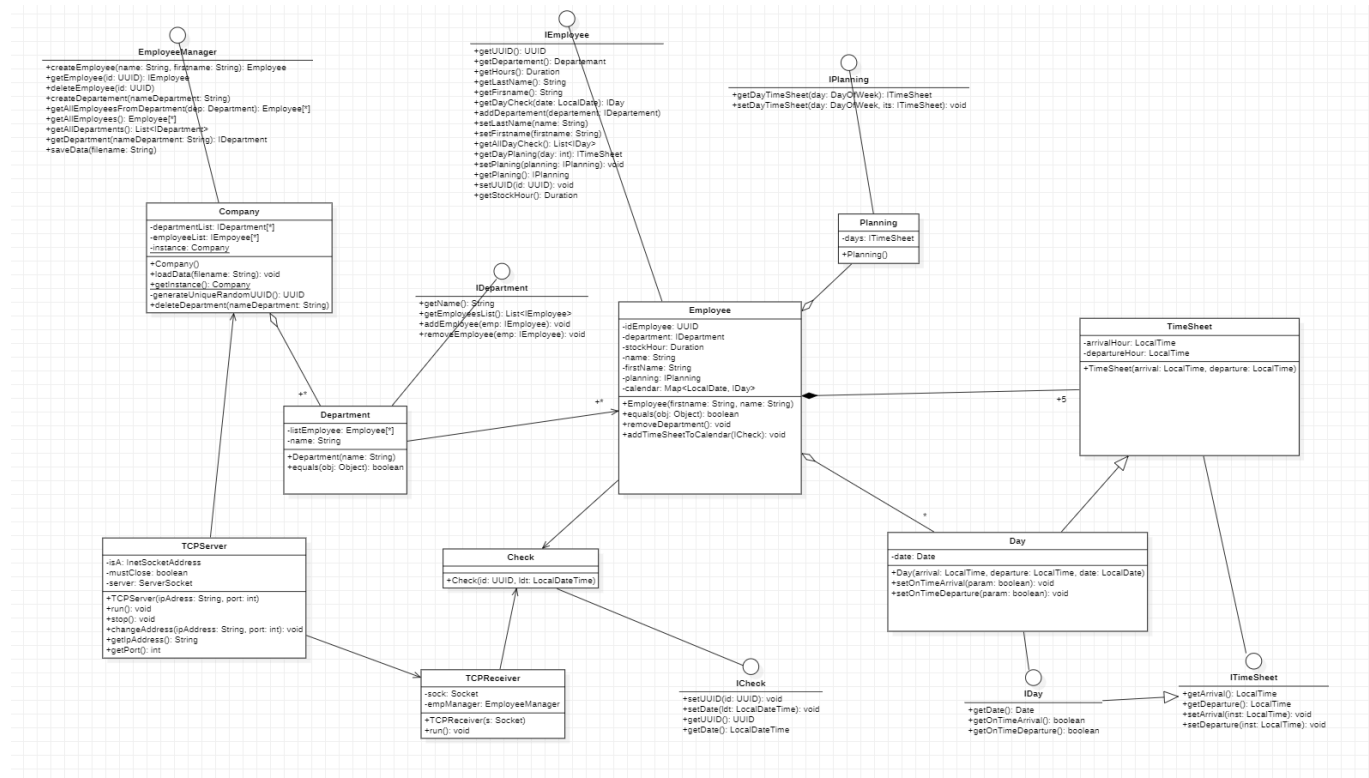 EmployeeManager
+createEmployee(name: String, firstname: String): Employee
+getEmployee(id: UUID): IEmployee
+deleteEmployee(id: UUID)
+createDepartement(nameDepartment: String)
+getAllEmployeesFromDepartment(dep: Department): Employee[*]
+getAllEmployees(): Employee[*]
+getAllDepartments(): List<IDepartment>
+getDepartment(nameDepartment: String): IDepartment
+saveData(filename: String)
IEmployee
+getUUID(): UUID
+getDepartement(): Departemant
+getHours(): Duration
+getLastName(): String
+getFirsname(): String
+getDayCheck(date: LocalDate): IDay
+addDepartement(departement: IDepartement)
+setLastName(name: String)
+setFirstname(firstname: String)
+getAllDayCheck(): List<IDay>
+getDayPlaning(day: int): ITimeSheet
+setPlaning(planning: IPlanning): void
+getPlaning(): IPlanning
+setUUID(id: UUID): void
+getStockHour(): Duration
IPlanning
+getDayTimeSheet(day: DayOfWeek): ITimeSheet
+setDayTimeSheet(day: DayOfWeek, its: ITimeSheet): void
Company
-departmentList: IDepartment[*]
-employeeList: IEmpoyee[*]
-instance: Company
+Company()
+loadData(filename: String): void
+getInstance(): Company
-generateUniqueRandomUUID(): UUID
+deleteDepartment(nameDepartment: String)
Planning
-days: ITimeSheet
+Planning()
IDepartment
+getName(): String
+getEmployeesList(): List<IEmployee>
+addEmployee(emp: IEmployee): void
+removeEmployee(emp: IEmployee): void
Employee
-idEmployee: UUID
-department: IDepartment
-stockHour: Duration
-name: String
-firstName: String
-planning: IPlanning
-calendar: Map<LocalDate, IDay>
+Employee(firstname: String, name: String)
+equals(obj: Object): boolean
+removeDepartment(): void
+addTimeSheetToCalendar(ICheck): void
TimeSheet
-arrivalHour: LocalTime
-departureHour: LocalTime
+TimeSheet(arrival: LocalTime, departure: LocalTime)
+*
+*
+5
Department
-listEmployee: Employee[*]
-name: String
+Department(name: String)
+equals(obj: Object): boolean
*
TCPServer
-isA: InetSocketAddress
-mustClose: boolean
-server: ServerSocket
+TCPServer(ipAdress: String, port: int)
+run(): void
+stop(): void
+changeAddress(ipAddress: String, port: int): void
+getIpAddress(): String
+getPort(): int
Check
+Check(id: UUID, ldt: LocalDateTime)
Day
-date: Date
+Day(arrival: LocalTime, departure: LocalTime, date: LocalDate)
+setOnTimeArrival(param: boolean): void
+setOnTimeDeparture(param: boolean): void
TCPReceiver
-sock: Socket
-empManager: EmployeeManager
+TCPReceiver(s: Socket)
+run(): void
ICheck
+setUUID(id: UUID): void
+setDate(ldt: LocalDateTime): void
+getUUID(): UUID
+getDate(): LocalDateTime
IDay
+getDate(): Date
+getOnTimeArrival(): boolean
+getOnTimeDeparture(): boolean
ITimeSheet
+getArrival(): LocalTime
+getDeparture(): LocalTime
+setArrival(inst: LocalTime): void
+setDeparture(inst: LocalTime): void